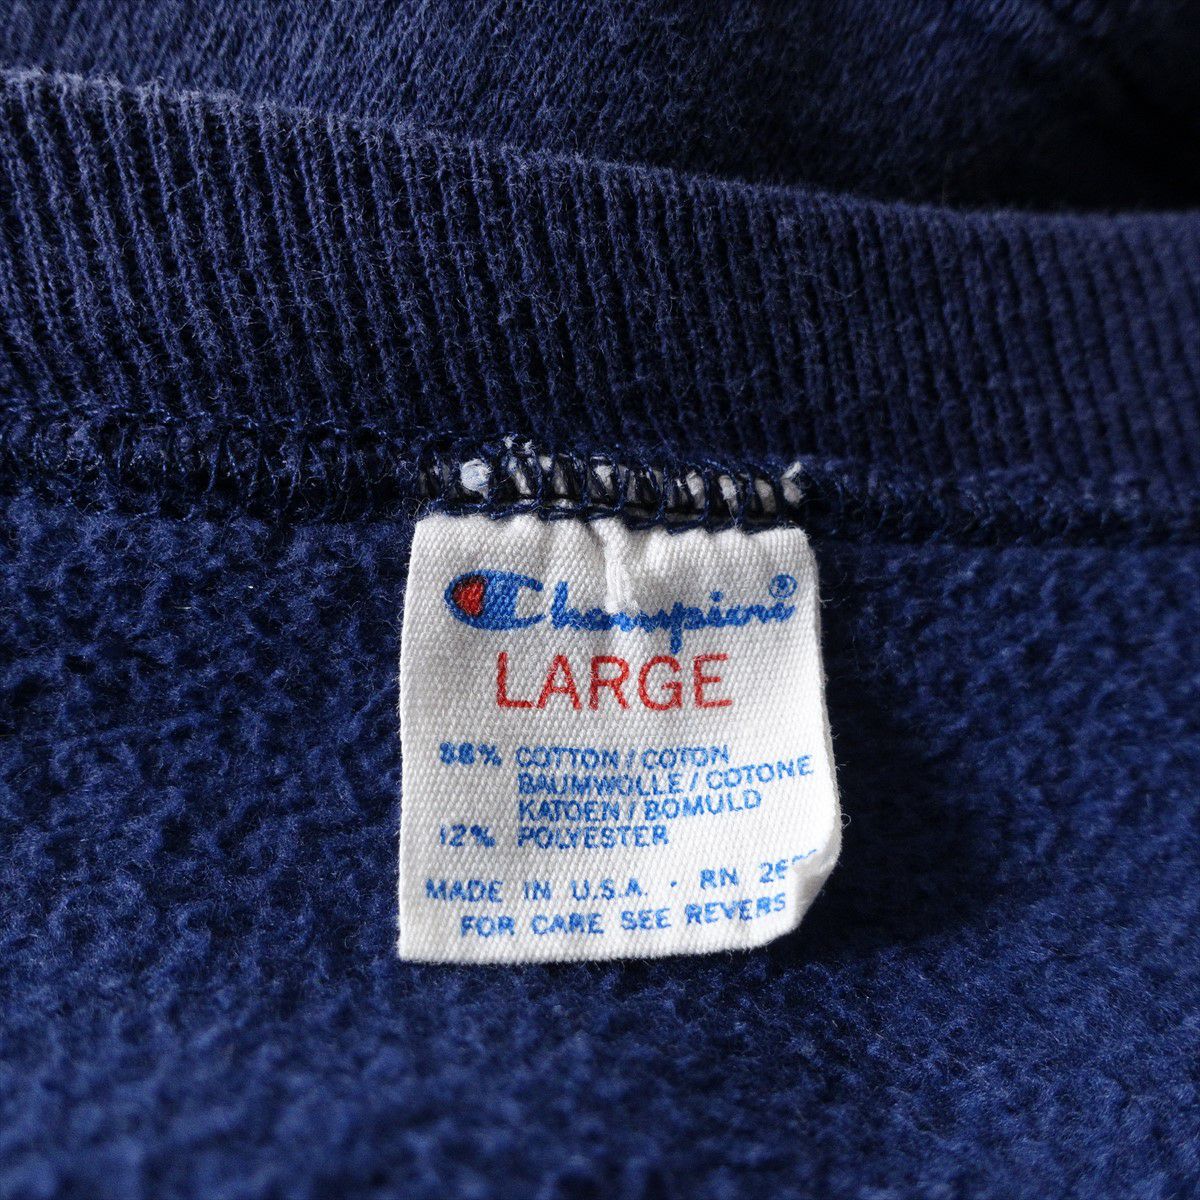 Champion®
LARGE
88% COTTON / COTON
BAUMWOLLE / COTONE
KATOEN / BOMULD
12% POLYESTER
MADE IN U.S.A. · RN
FOR CARE SEE REVERS